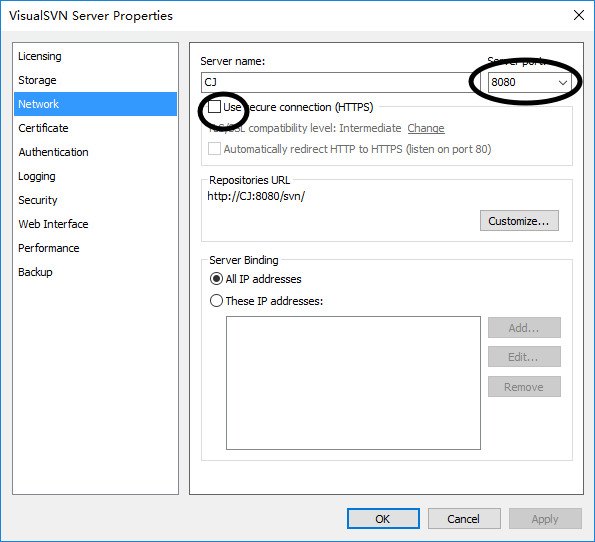 VisualSVN Server Properties
Licensing
Storage
Network
Certificate
Authentication
Logging
Security
Web Interface
Performance
Backup
Server name:
Server port:
CJ
8080
Use secure connection (HTTPS)
TLS/SSL compatibility level: Intermediate Change
Automatically redirect HTTP to HTTPS (listen on port 80)
Repositories URL
http://CJ:8080/svn/
Customize...
Server Binding
All IP addresses
These IP addresses:
Add...
Edit...
Remove
OK
Cancel
Apply